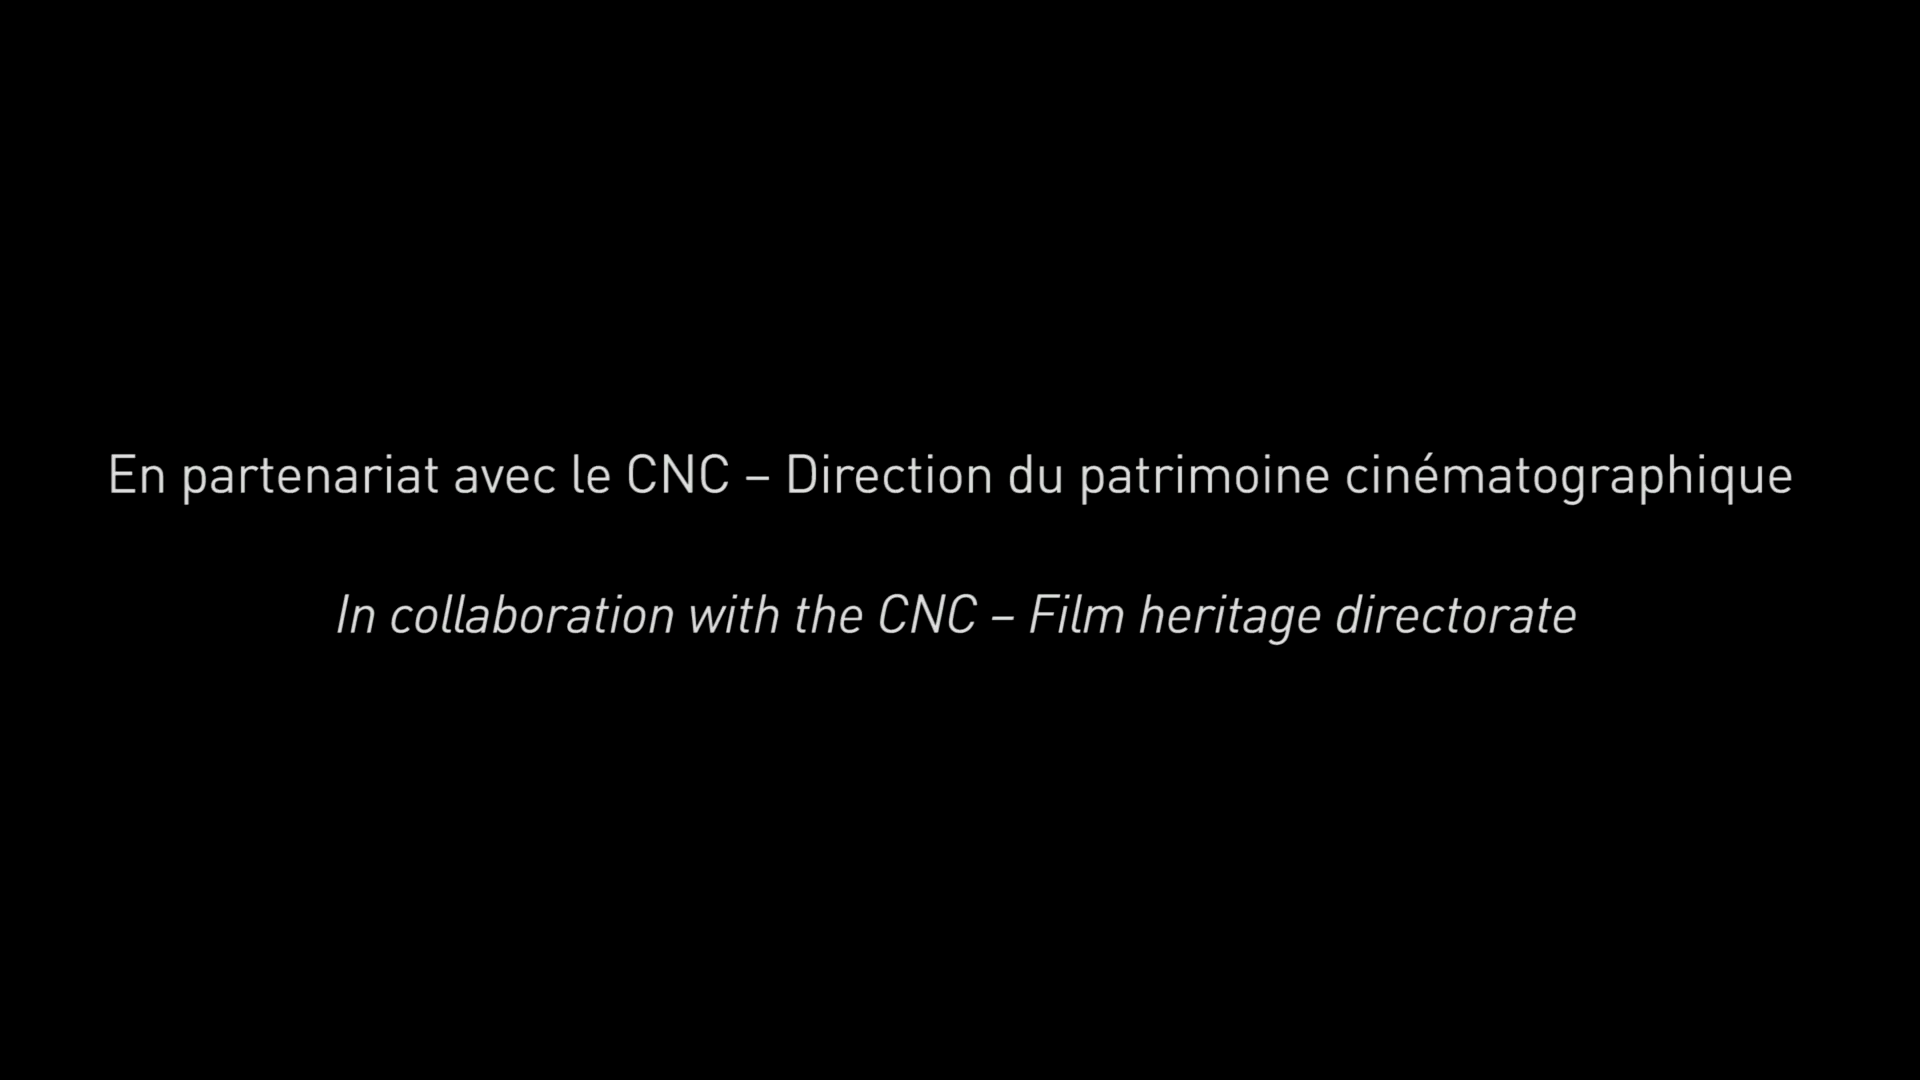 En partenariat avec le CNC – Direction du patrimoine cinématographique
In collaboration with the CNC – Film heritage directorate